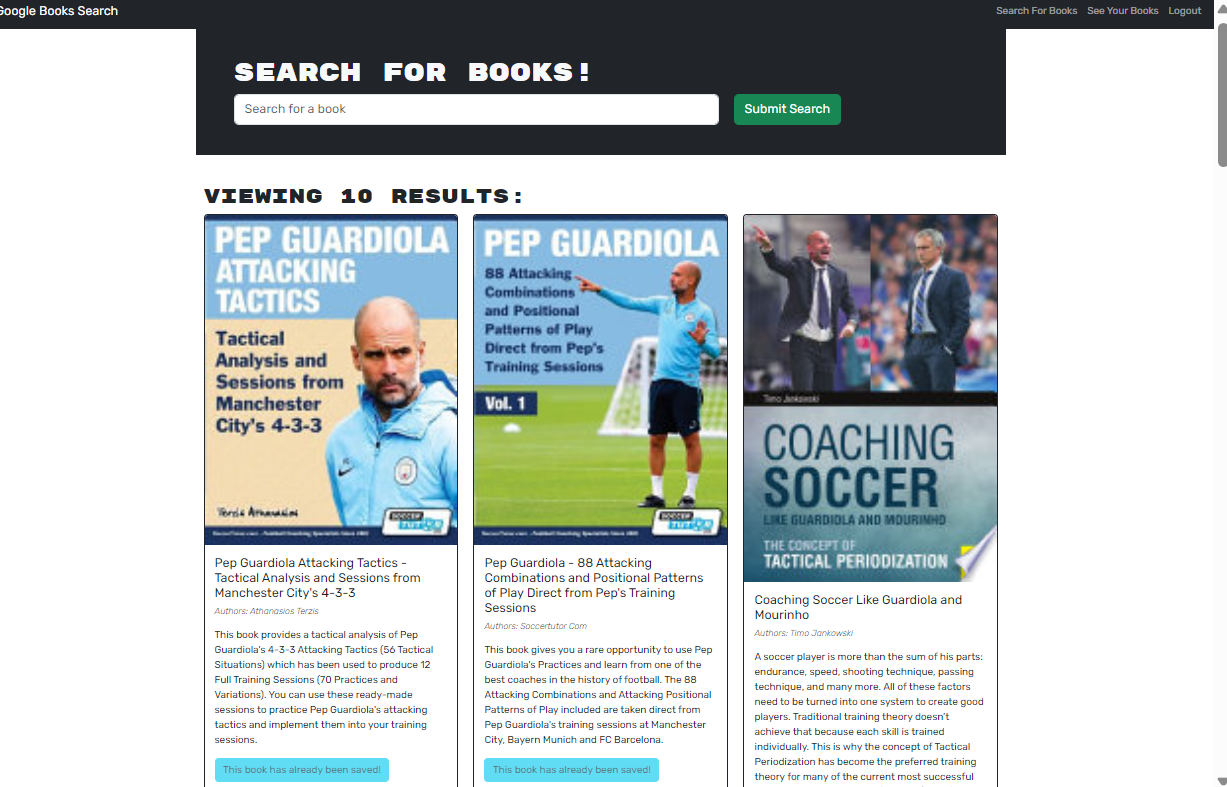 Google Books Search
Search For Books See Your Books Logout
SEARCH FOR BOOKS!
Search for a book
Submit Search
VIEWING 10 RESULTS:
PEP GUARDIOLA
ATTACKING
TACTICS
Tactical
Analysis and
Sessions from
Manchester
City's 4-3-3
Terzis Athanasios
SOCCER
TUTOR
PEP GUARDIOLA
88 Attacking
Combinations
and Positional
Patterns of Play
Direct from Pep's
Training Sessions
Vol. 1
SOCCER
TUTOR
Timo Jankowski
COACHING
SOCCER
LIKE GUARDIOLA AND MOURINHO
THE CONCEPT OF
TACTICAL PERIODIZATION
Pep Guardiola Attacking Tactics -
Tactical Analysis and Sessions from
Manchester City's 4-3-3
Authors: Athanasios Terzis
This book provides a tactical analysis of Pep
Guardiola's 4-3-3 Attacking Tactics (56 Tactical
Situations) which has been used to produce 12
Full Training Sessions (70 Practices and
Variations). You can use these ready-made
sessions to practice Pep Guardiola's attacking
tactics and implement them into your training
sessions.
This book has already been saved!
Pep Guardiola - 88 Attacking
Combinations and Positional Patterns
of Play Direct from Pep's Training
Sessions
Authors: Soccertutor Com
This book gives you a rare opportunity to use Pep
Guardiola's Practices and learn from one of the
best coaches in the history of football. The 88
Attacking Combinations and Attacking Positional
Patterns of Play included are taken direct from
Pep Guardiola's training sessions at Manchester
City, Bayern Munich and FC Barcelona.
This book has already been saved!
Coaching Soccer Like Guardiola and
Mourinho
Authors: Timo Jankowski
A soccer player is more than the sum of his parts:
endurance, speed, shooting technique, passing
technique, and many more. All of these factors
need to be turned into one system to create good
players. Traditional training theory doesn't
achieve that because each skill is trained
individually. This is why the concept of Tactical
Periodization has become the preferred training
theory for many of the current most successful